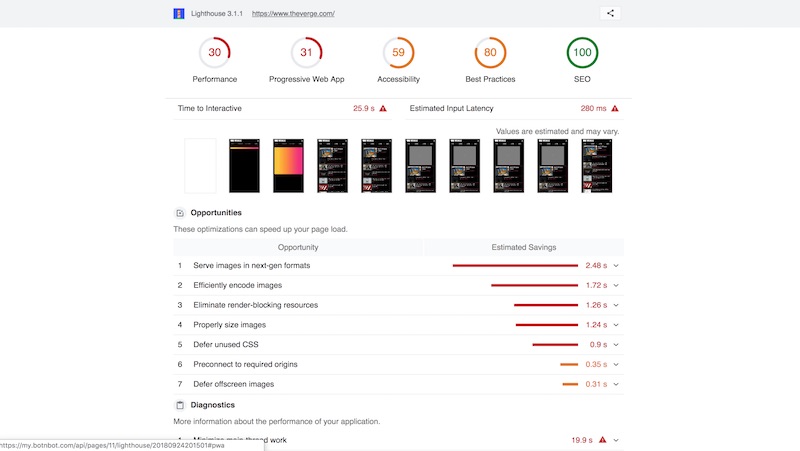 Lighthouse 3.1.1 https://www.theverge.com/
30 31 59 80 100
Performance Progressive Web App Accessibility Best Practices SEO
Time to Interactive 25.9 s Estimated Input Latency 280 ms
Values are estimated and may vary.
Opportunities
These optimizations can speed up your page load.
Opportunity Estimated Savings
1 Serve images in next-gen formats 2.48 s
2 Efficiently encode images 1.72 s
3 Eliminate render-blocking resources 1.26 s
4 Properly size images 1.24 s
5 Defer unused CSS 0.9 s
6 Preconnect to required origins 0.35 s
7 Defer offscreen images 0.31 s
Diagnostics
More information about the performance of your application.
1 Minimize main thread work 19.9 s
https://my.botnbot.com/api/pages/11/lighthouse/20180924201501#pwa